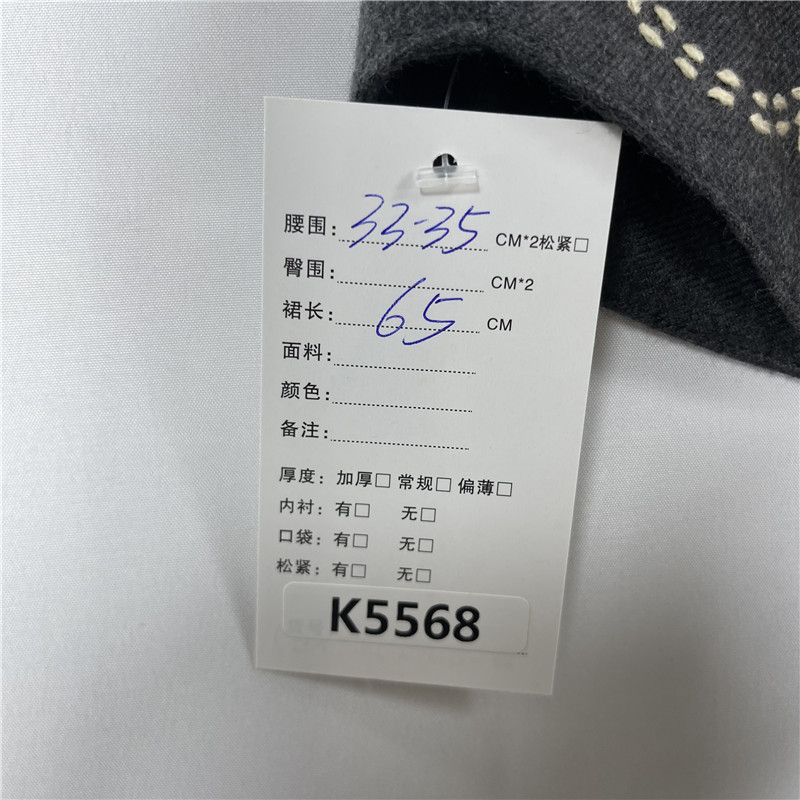 腰围: 33-35 CM*2松紧□
臀围: CM*2
裙长: 65 CM
面料:
颜色:
备注:
厚度: 加厚□ 常规□ 偏薄□
内衬: 有□ 无□
口袋: 有□ 无□
松紧: 有□ 无□
K5568